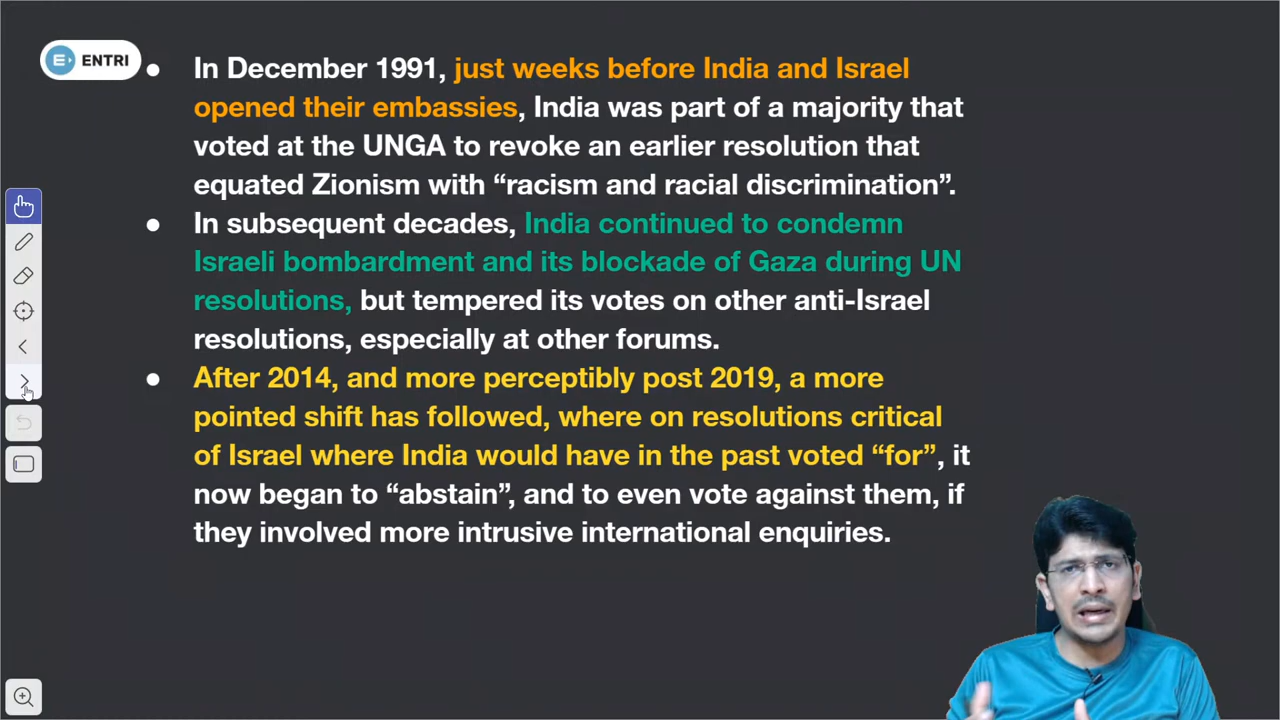 ENTRI
In December 1991, just weeks before India and Israel
opened their embassies, India was part of a majority that
voted at the UNGA to revoke an earlier resolution that
equated Zionism with “racism and racial discrimination”.
In subsequent decades, India continued to condemn
Israeli bombardment and its blockade of Gaza during UN
resolutions, but tempered its votes on other anti-Israel
resolutions, especially at other forums.
After 2014, and more perceptibly post 2019, a more
pointed shift has followed, where on resolutions critical
of Israel where India would have in the past voted “for”, it
now began to “abstain”, and to even vote against them, if
they involved more intrusive international enquiries.